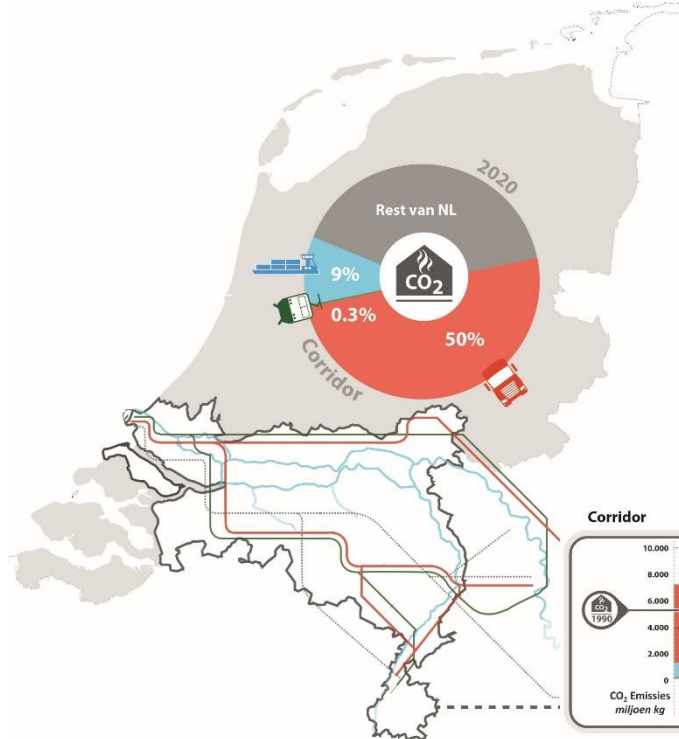 2020
Rest van NL
9%
CO₂
0.3%
50%
Corridor
Corridor
10.000
8.000
6.000
CO₂
1990
4.000
2.000
0
CO₂ Emissies
miljoen kg